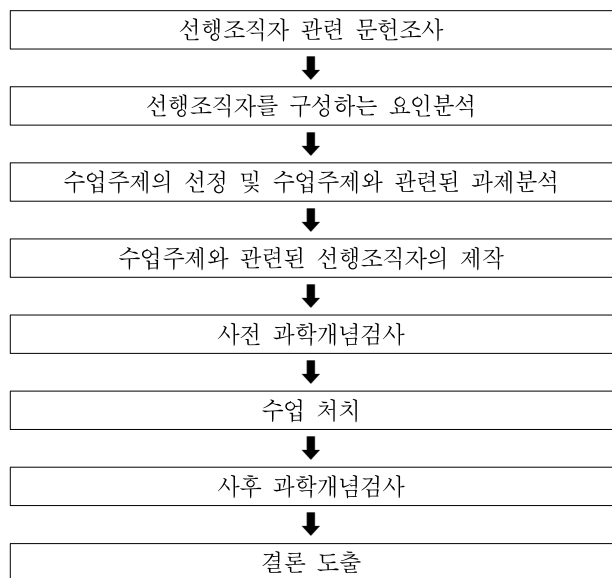 선행조직자 관련 문헌조사
선행조직자를 구성하는 요인분석
수업주제의 선정 및 수업주제와 관련된 과제분석
수업주제와 관련된 선행조직자의 제작
사전 과학개념검사
수업 처치
사후 과학개념검사
결론 도출